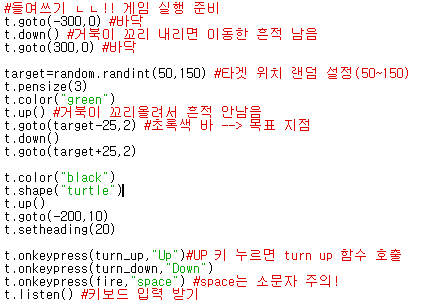 #들여쓰기 ㄴㄴ!! 게임 실행 준비
t.goto(-300,0) #바닥
t.down() #거북이 꼬리 내리면 이동한 흔적 남음
t.goto(300,0) #바닥
target=random.randint(50,150) #타겟 위치 랜덤 설정(50~150)
t.pensize(3)
t.color("green")
t.up() #거북이 꼬리올려서 흔적 안남음
t.goto(target-25,2) #초록색 바 --> 목표 지점
t.down()
t.goto(target+25,2)
t.color("black")
t.shape("turtle")
t.up()
t.goto(-200,10)
t.setheading(20)
t.onkeypress(turn_up,"Up")#UP 키 누르면 turn up 함수 호출
t.onkeypress(turn_down,"Down")
t.onkeypress(fire,"space") #space는 소문자 주의!
t.listen() #키보드 입력 받기